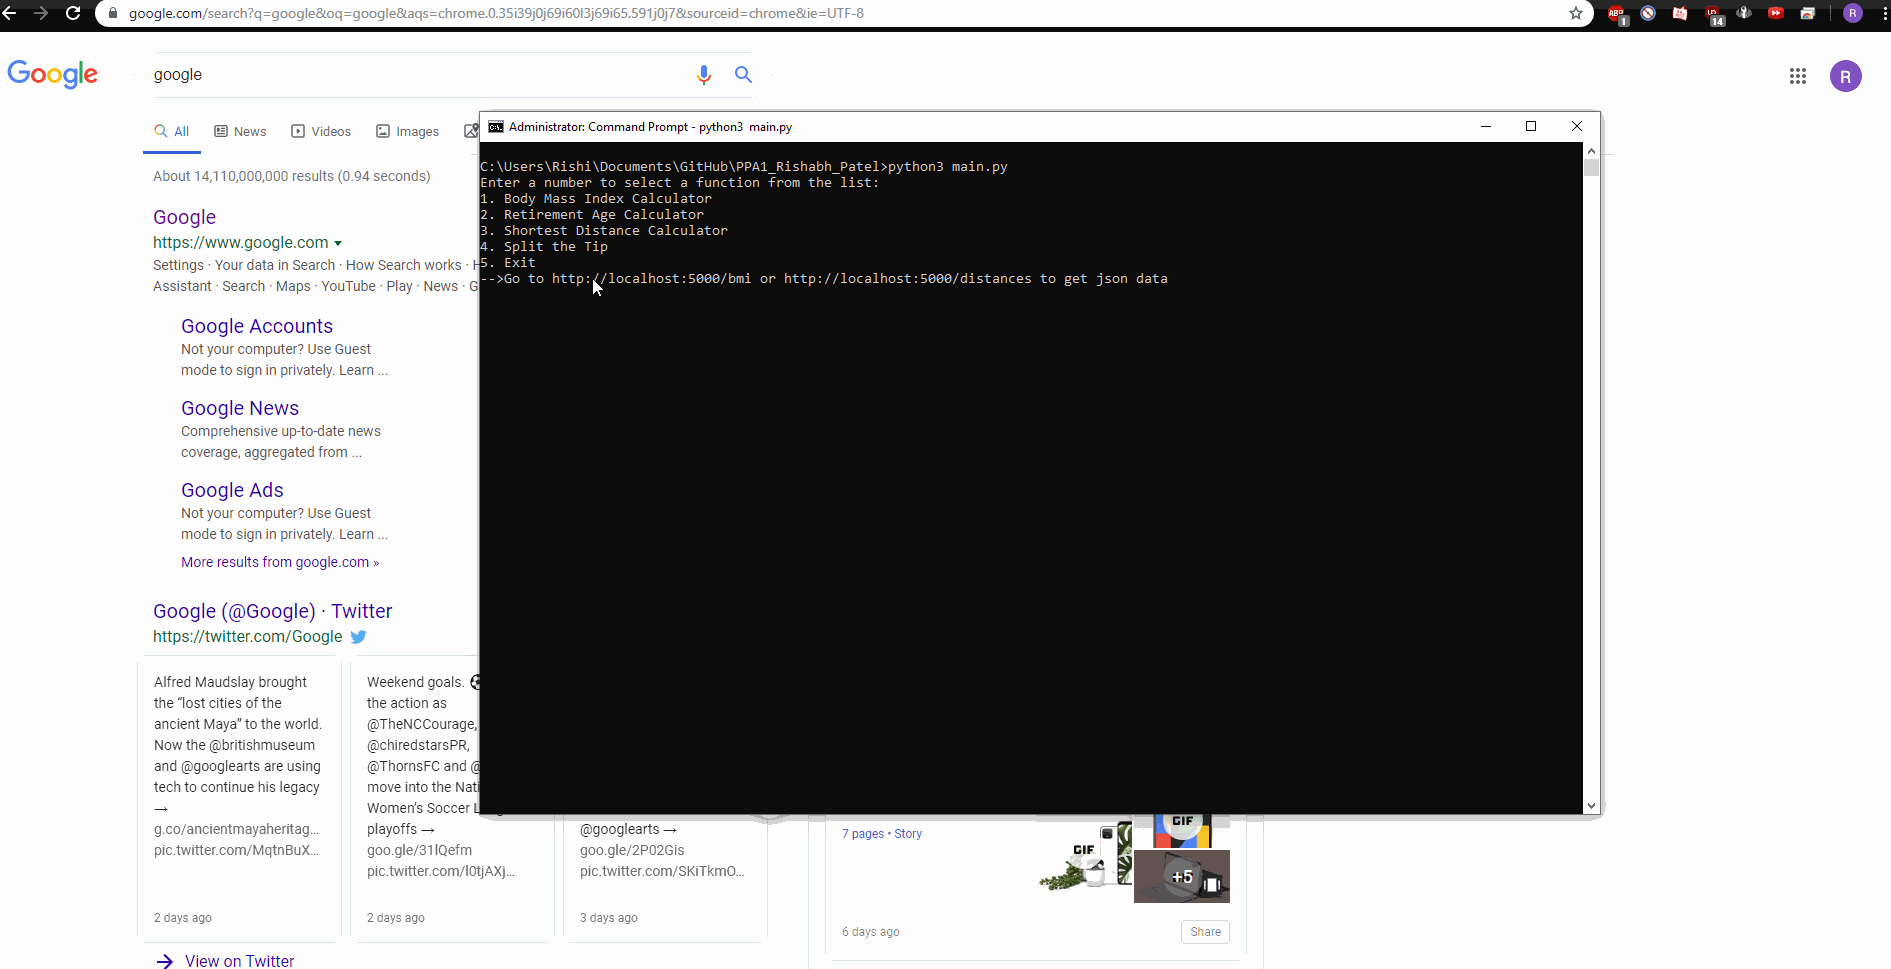 google.com/search?q=google&oq=google&aqs=chrome.0.35i39j0j69i60l3j69i65.591j0j7&sourceid=chrome&ie=UTF-8
ABP
1
14
R
Google
google
R
All
News
Videos
Images
About 14,110,000,000 results (0.94 seconds)
Google
https://www.google.com
Settings · Your data in Search · How Search works ·
Assistant · Search · Maps · YouTube · Play · News · G
Google Accounts
Not your computer? Use Guest
mode to sign in privately. Learn ...
Google News
Comprehensive up-to-date news
coverage, aggregated from ...
Google Ads
Not your computer? Use Guest
mode to sign in privately. Learn ...
More results from google.com »
Google (@Google) · Twitter
https://twitter.com/Google
Alfred Maudslay brought
the “lost cities of the
ancient Maya” to the world.
Now the @britishmuseum
and @googlearts are using
tech to continue his legacy
→
g.co/ancientmayaheritag...
pic.twitter.com/MqtnBuX...
2 days ago
Weekend goals. ⚽
the action as
@TheNCCourage,
@chiredstarsPR,
@ThornsFC and @
move into the Nati
Women’s Soccer L
playoffs →
goo.gle/31lQefm
pic.twitter.com/l0tjAXj...
2 days ago
@googlearts →
goo.gle/2P02Gis
pic.twitter.com/SKiTkmO...
3 days ago
7 pages • Story
GIF
GIF
+5
6 days ago
Share
→ View on Twitter
Administrator: Command Prompt - python3 main.py
C:\Users\Rishi\Documents\GitHub\PPA1_Rishabh_Patel>python3 main.py
Enter a number to select a function from the list:
1. Body Mass Index Calculator
2. Retirement Age Calculator
3. Shortest Distance Calculator
4. Split the Tip
5. Exit
-->Go to http://localhost:5000/bmi or http://localhost:5000/distances to get json data